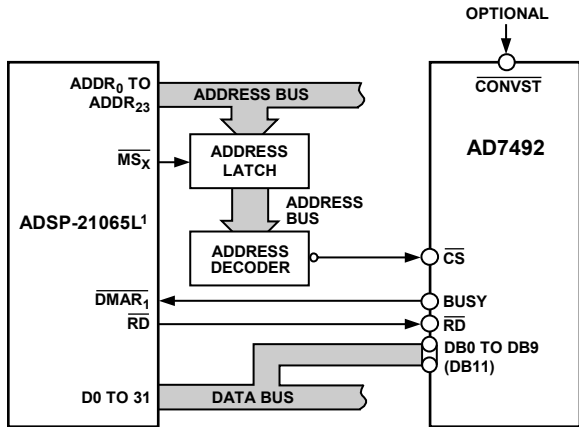 OPTIONAL
ADDR0 TO
ADDR23
ADDRESS BUS
CONVST
AD7492
MSX
ADDRESS
LATCH
ADSP-21065L¹
ADDRESS
BUS
ADDRESS
DECODER
CS
DMAR1
BUSY
RD
RD
DB0 TO DB9
(DB11)
D0 TO 31
DATA BUS